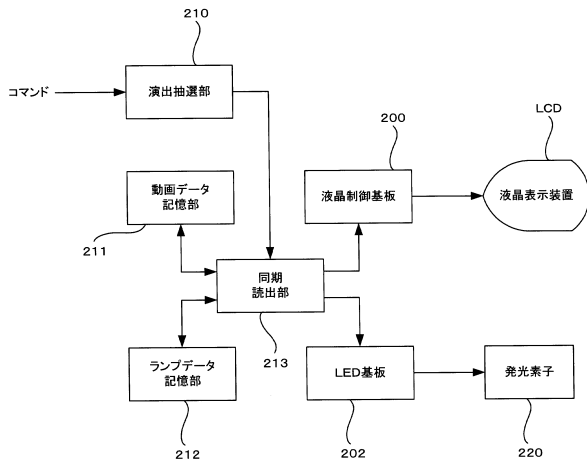 210
コマンド
演出抽選部
LCD
200
動画データ
記憶部
液晶制御基板
液晶表示装置
211
同期
読出部
213
ランプデータ
記憶部
LED基板
発光素子
212
202
220